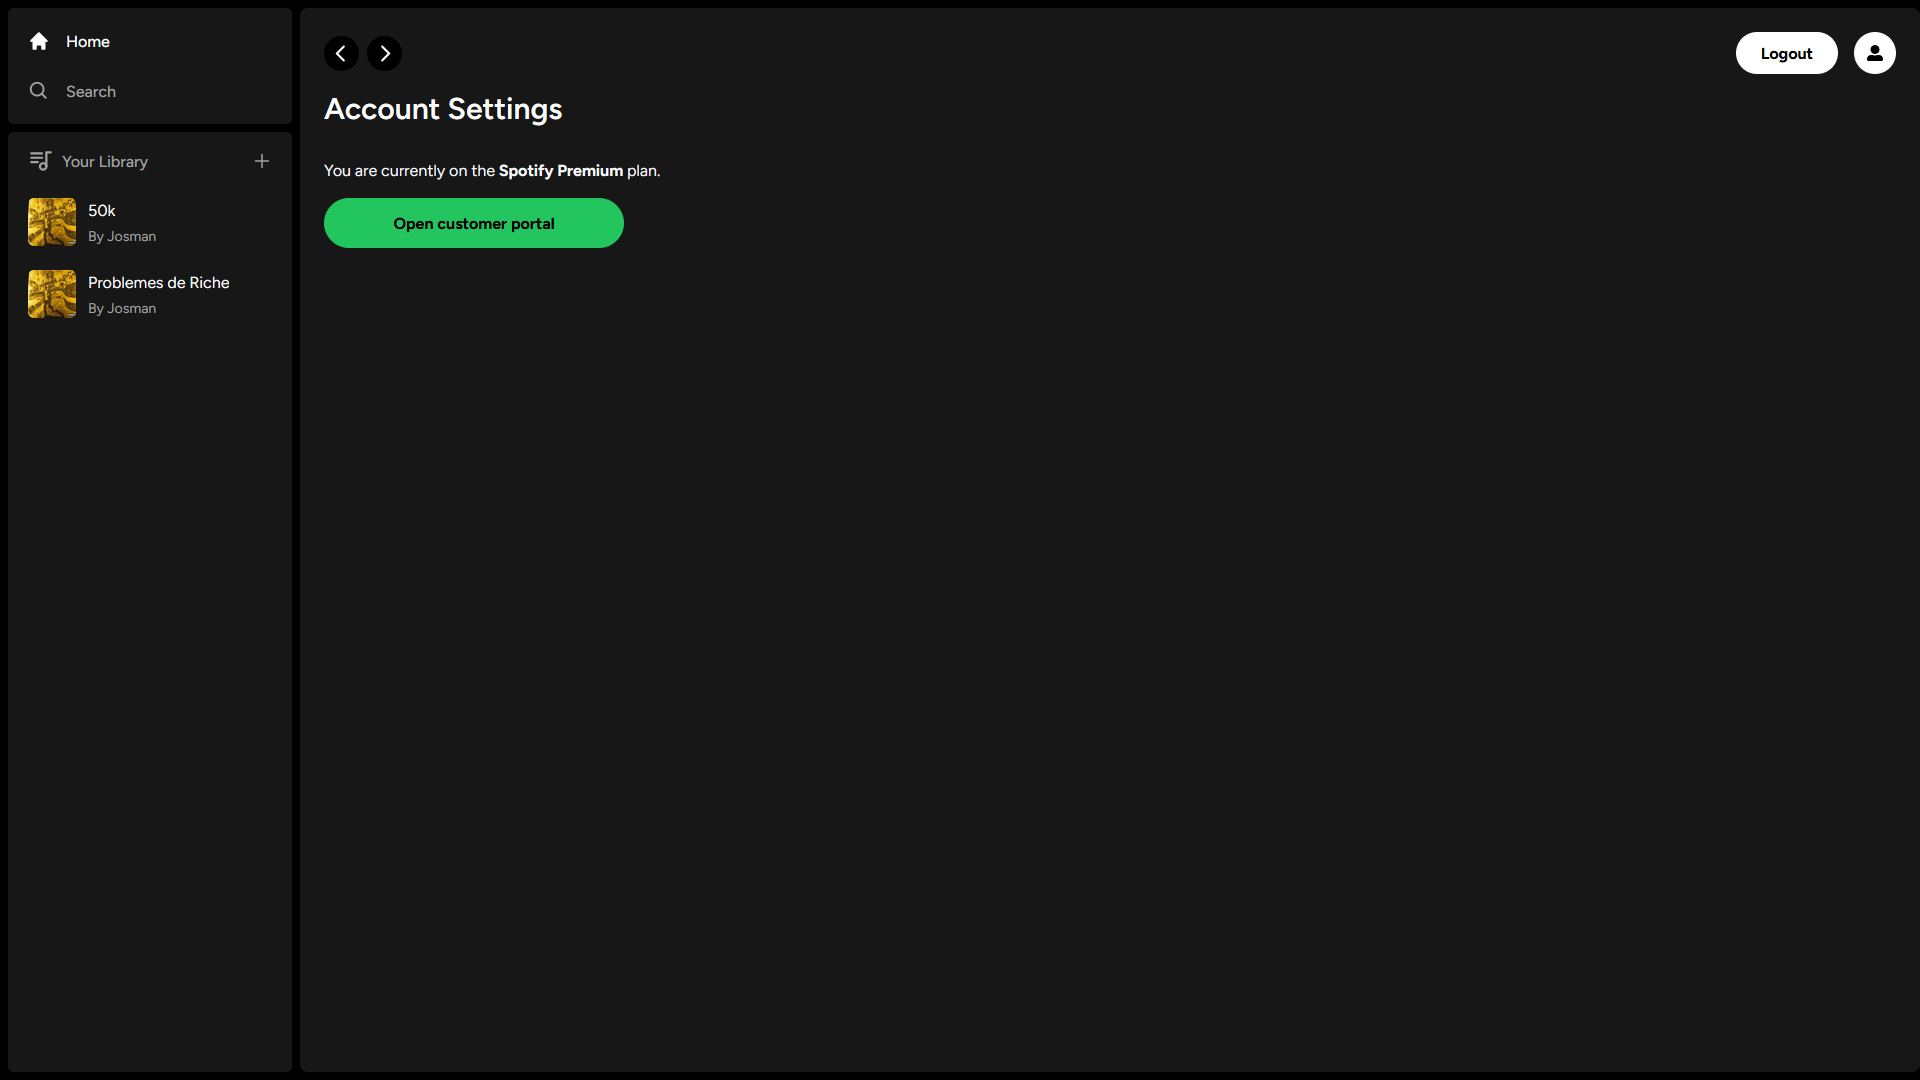 Home
Search
Your Library
50k
By Josman
Problemes de Riche
By Josman
Logout
Account Settings
You are currently on the Spotify Premium plan.
Open customer portal